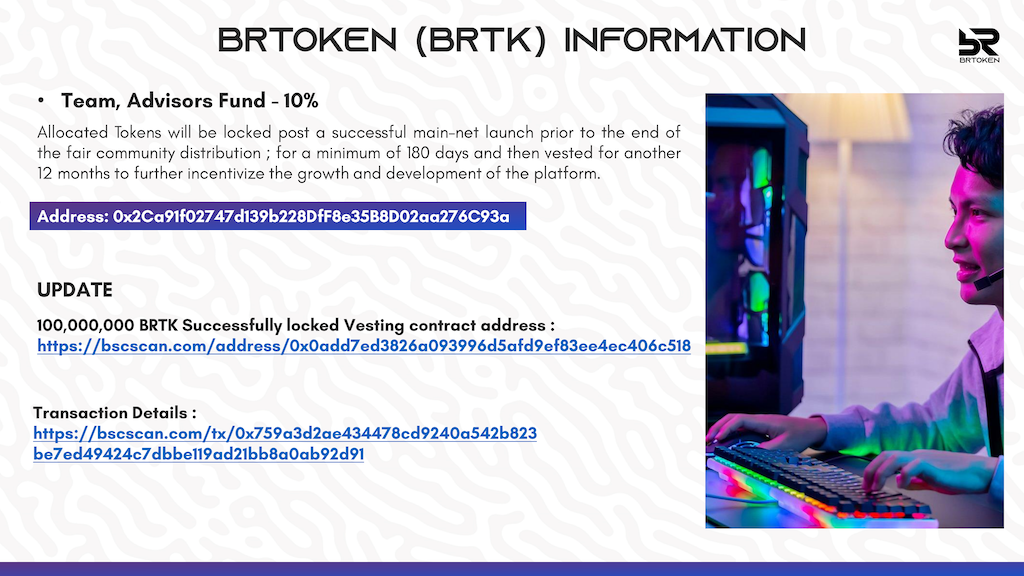 BRTOKEN (BRTK) INFORMATION
BRTOKEN
• Team, Advisors Fund - 10%
Allocated Tokens will be locked post a successful main-net launch prior to the end of
the fair community distribution ; for a minimum of 180 days and then vested for another
12 months to further incentivize the growth and development of the platform.
Address: 0x2Ca91f02747d139b228DfF8e35B8D02aa276C93a
UPDATE
100,000,000 BRTK Successfully locked Vesting contract address :
https://bscscan.com/address/0x0add7ed3826a093996d5afd9ef83ee4ec406c518
Transaction Details :
https://bscscan.com/tx/0x759a3d2ae434478cd9240a542b823
be7ed49424c7dbbe119ad21bb8a0ab92d91